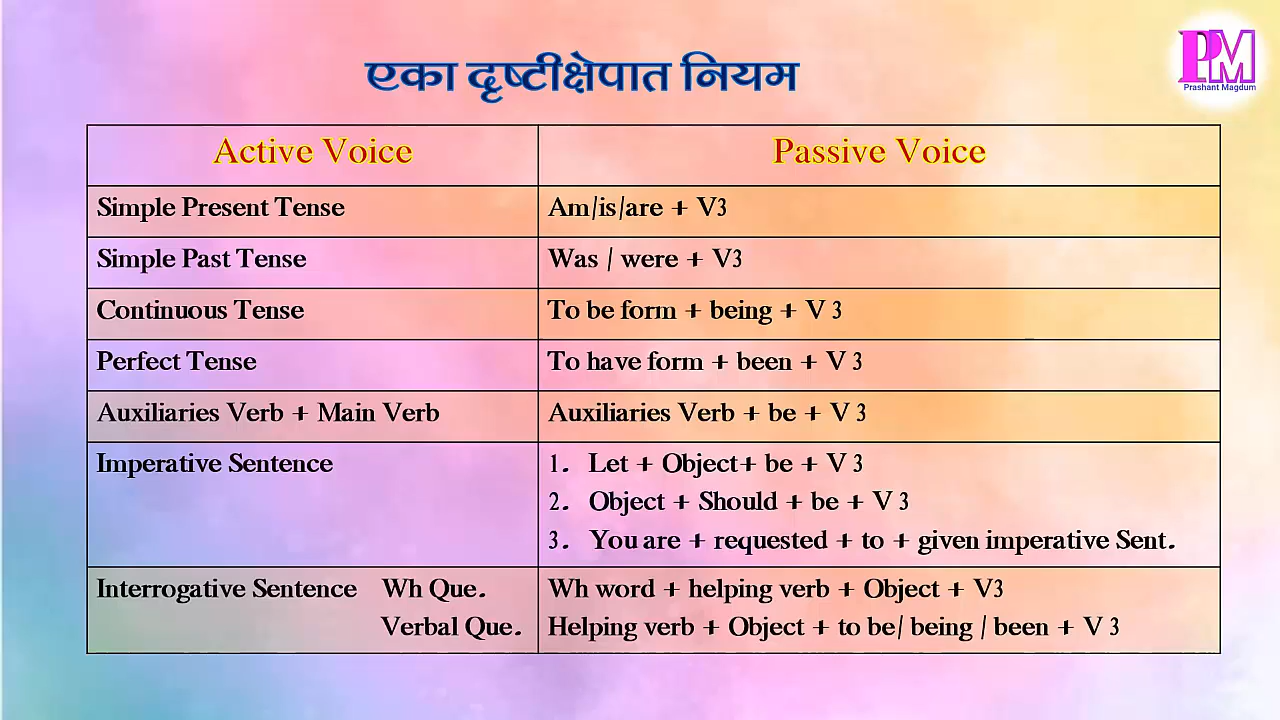 एका दृष्टीक्षेपात नियम
PM
Prashant Magdum
Active Voice Passive Voice
Simple Present Tense Am/is/are + V3
Simple Past Tense Was / were + V3
Continuous Tense To be form + being + V 3
Perfect Tense To have form + been + V 3
Auxiliaries Verb + Main Verb Auxiliaries Verb + be + V 3
Imperative Sentence 1. Let + Object+ be + V 3
2. Object + Should + be + V 3
3. You are + requested + to + given imperative Sent.
Interrogative Sentence Wh Que. Wh word + helping verb + Object + V3
Verbal Que. Helping verb + Object + to be/ being / been + V 3